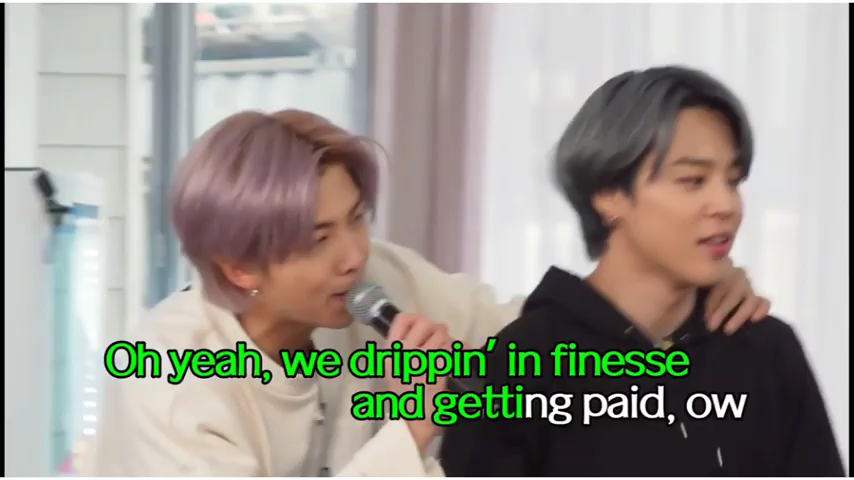 Oh yeah, we drippin' in finesse
and getting paid, ow